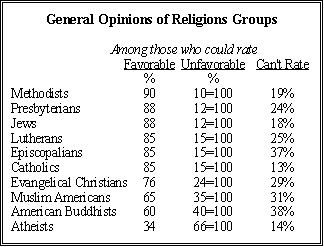 General Opinions of Religions Groups
Among those who could rate
Favorable Unfavorable Can't Rate
% %
Methodists 90 10=100 19%
Presbyterians 88 12=100 24%
Jews 88 12=100 18%
Lutherans 85 15=100 25%
Episcopalians 85 15=100 37%
Catholics 85 15=100 13%
Evangelical Christians 76 24=100 29%
Muslim Americans 65 35=100 31%
American Buddhists 60 40=100 38%
Atheists 34 66=100 14%